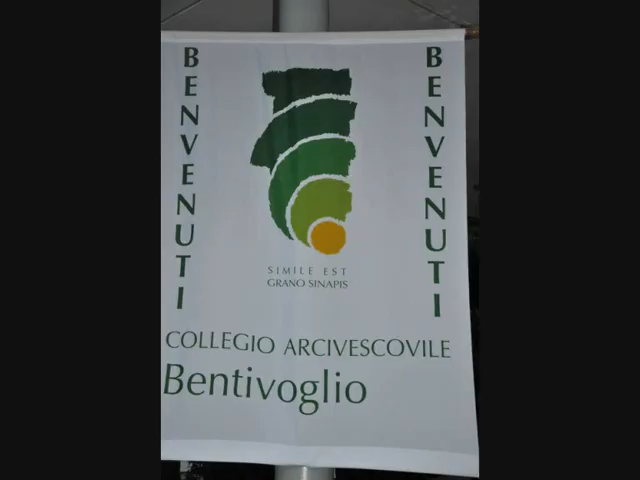 BENVENUTI
BENVENUTI
SIMILE EST
GRANO SINAPIS
COLLEGIO ARCIVESCOVILE
Bentivoglio